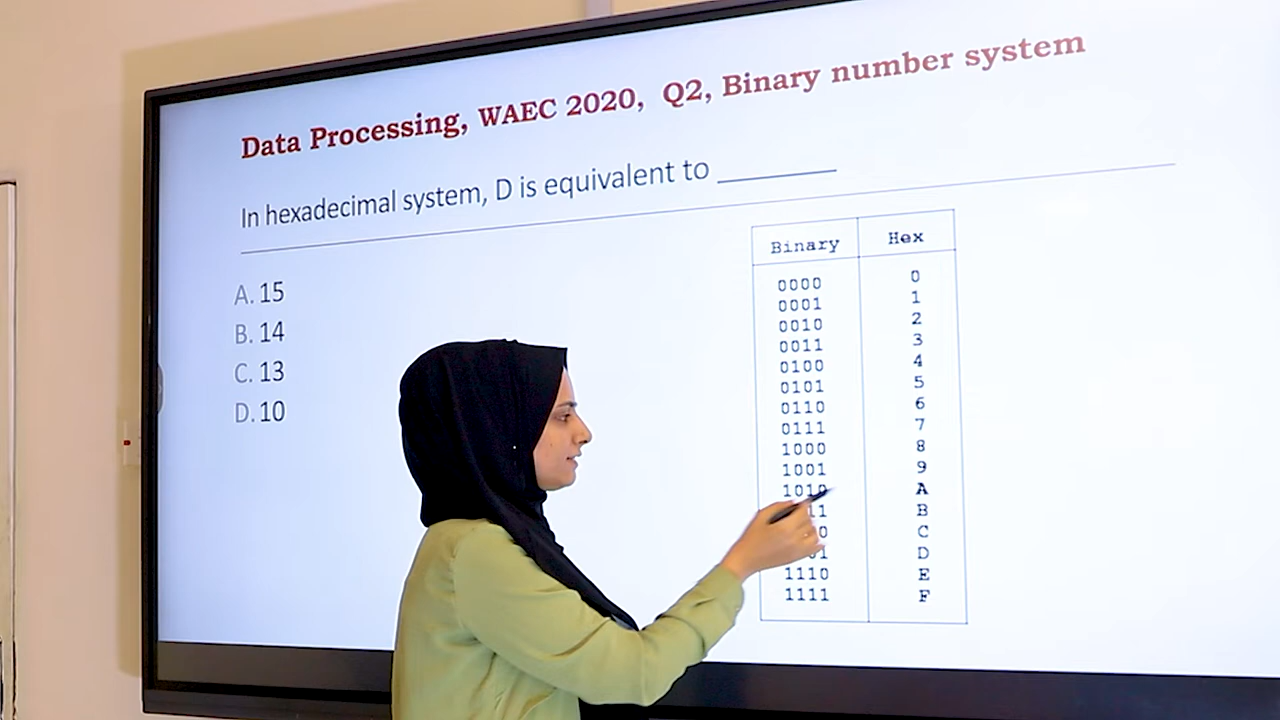 Data Processing, WAEC 2020, Q2, Binary number system
In hexadecimal system, D is equivalent to ________
A. 15
B. 14
C. 13
D. 10
Binary Hex
0000 0
0001 1
0010 2
0011 3
0100 4
0101 5
0110 6
0111 7
1000 8
1001 9
1010 A
B
C
D
1110 E
1111 F